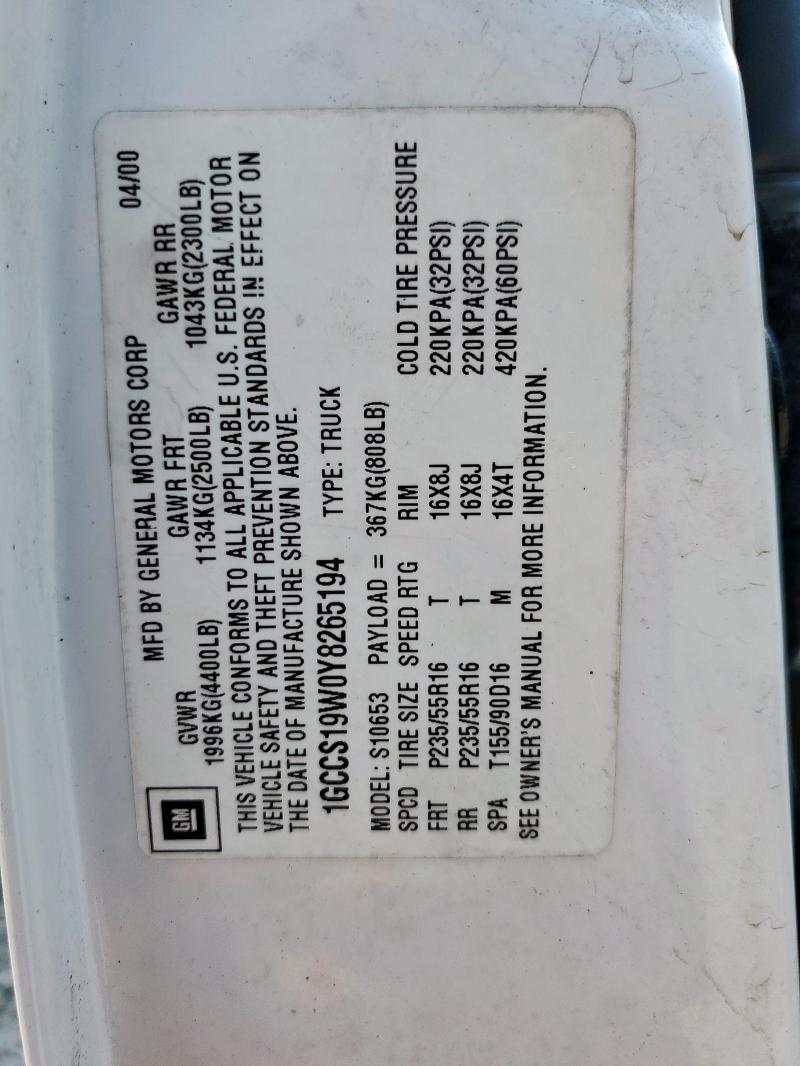 GM
MFD BY GENERAL MOTORS CORP 04/00
GVWR GAWR FRT GAWR RR
1996KG(4400LB) 1134KG(2500LB) 1043KG(2300LB)
THIS VEHICLE CONFORMS TO ALL APPLICABLE U.S. FEDERAL MOTOR
VEHICLE SAFETY AND THEFT PREVENTION STANDARDS IN EFFECT ON
THE DATE OF MANUFACTURE SHOWN ABOVE.
1GCCS19W0Y8265194 TYPE: TRUCK
MODEL: S10653 PAYLOAD = 367KG(808LB)
SPCD TIRE SIZE SPEED RTG RIM COLD TIRE PRESSURE
FRT P235/55R16 T 16X8J 220KPA(32PSI)
RR P235/55R16 T 16X8J 220KPA(32PSI)
SPA T155/90D16 M 16X4T 420KPA(60PSI)
SEE OWNER'S MANUAL FOR MORE INFORMATION.